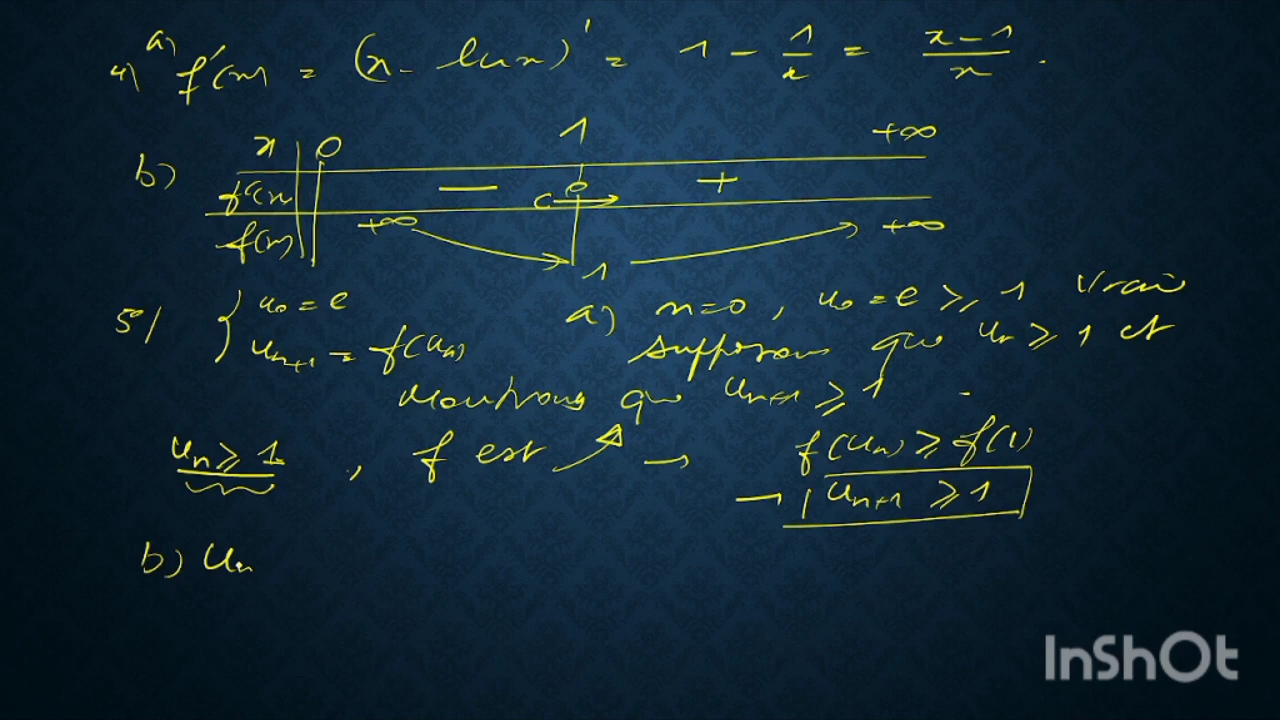 4) a) f'(x) = (x - ln x)' = 1 - 1/x = x-1/x .
b) x 0 1 +∞
f'(x) - 0 +
f(x) +∞ 1 +∞
5°/ { u₀ = e a) n=0, u₀ = e ⩾ 1 Vraie
uₙ₊₁ = f(uₙ) supposons que uₙ ⩾ 1 et
montrons que uₙ₊₁ ⩾ 1 .
uₙ ⩾ 1 , f est ↗ → f(uₙ) ⩾ f(1)
→ uₙ₊₁ ⩾ 1
b) uₙ
InShOt